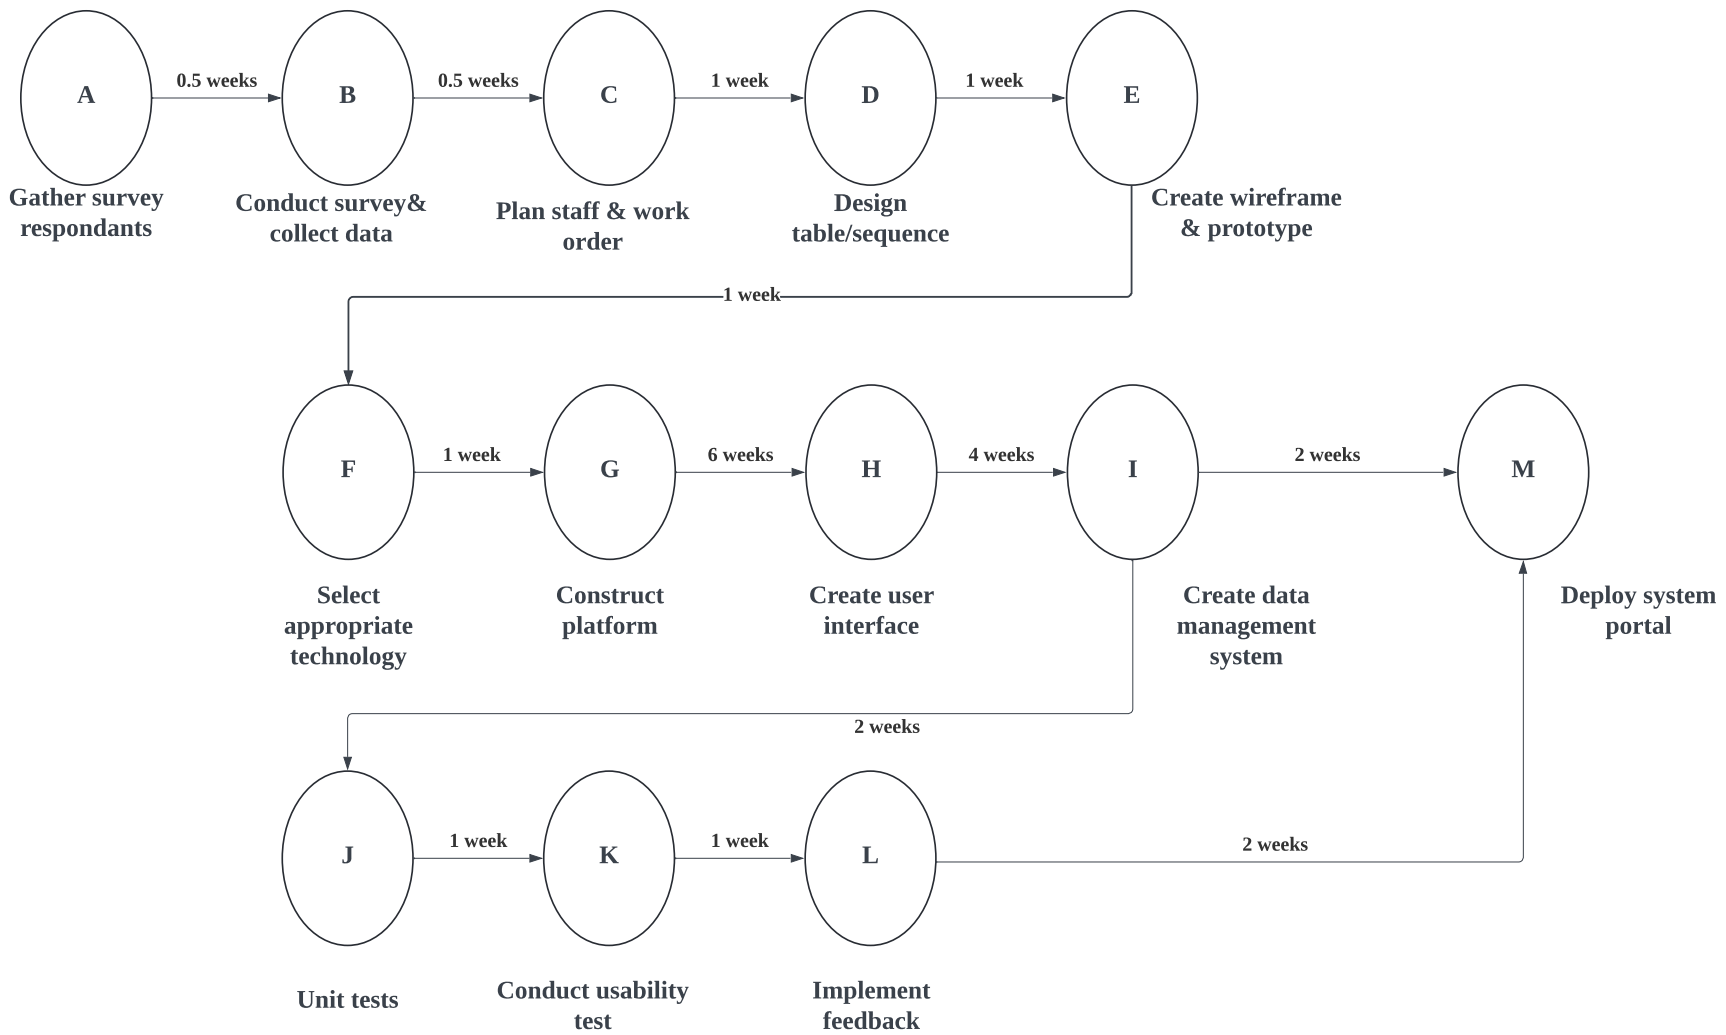 A
0.5 weeks
B
0.5 weeks
C
1 week
D
1 week
E
Gather survey
respondants
Conduct survey&
collect data
Plan staff & work
order
Design
table/sequence
Create wireframe
& prototype
1 week
F
1 week
G
6 weeks
H
4 weeks
I
2 weeks
M
Select
appropriate
technology
Construct
platform
Create user
interface
Create data
management
system
Deploy system
portal
2 weeks
J
1 week
K
1 week
L
2 weeks
Unit tests
Conduct usability
test
Implement
feedback